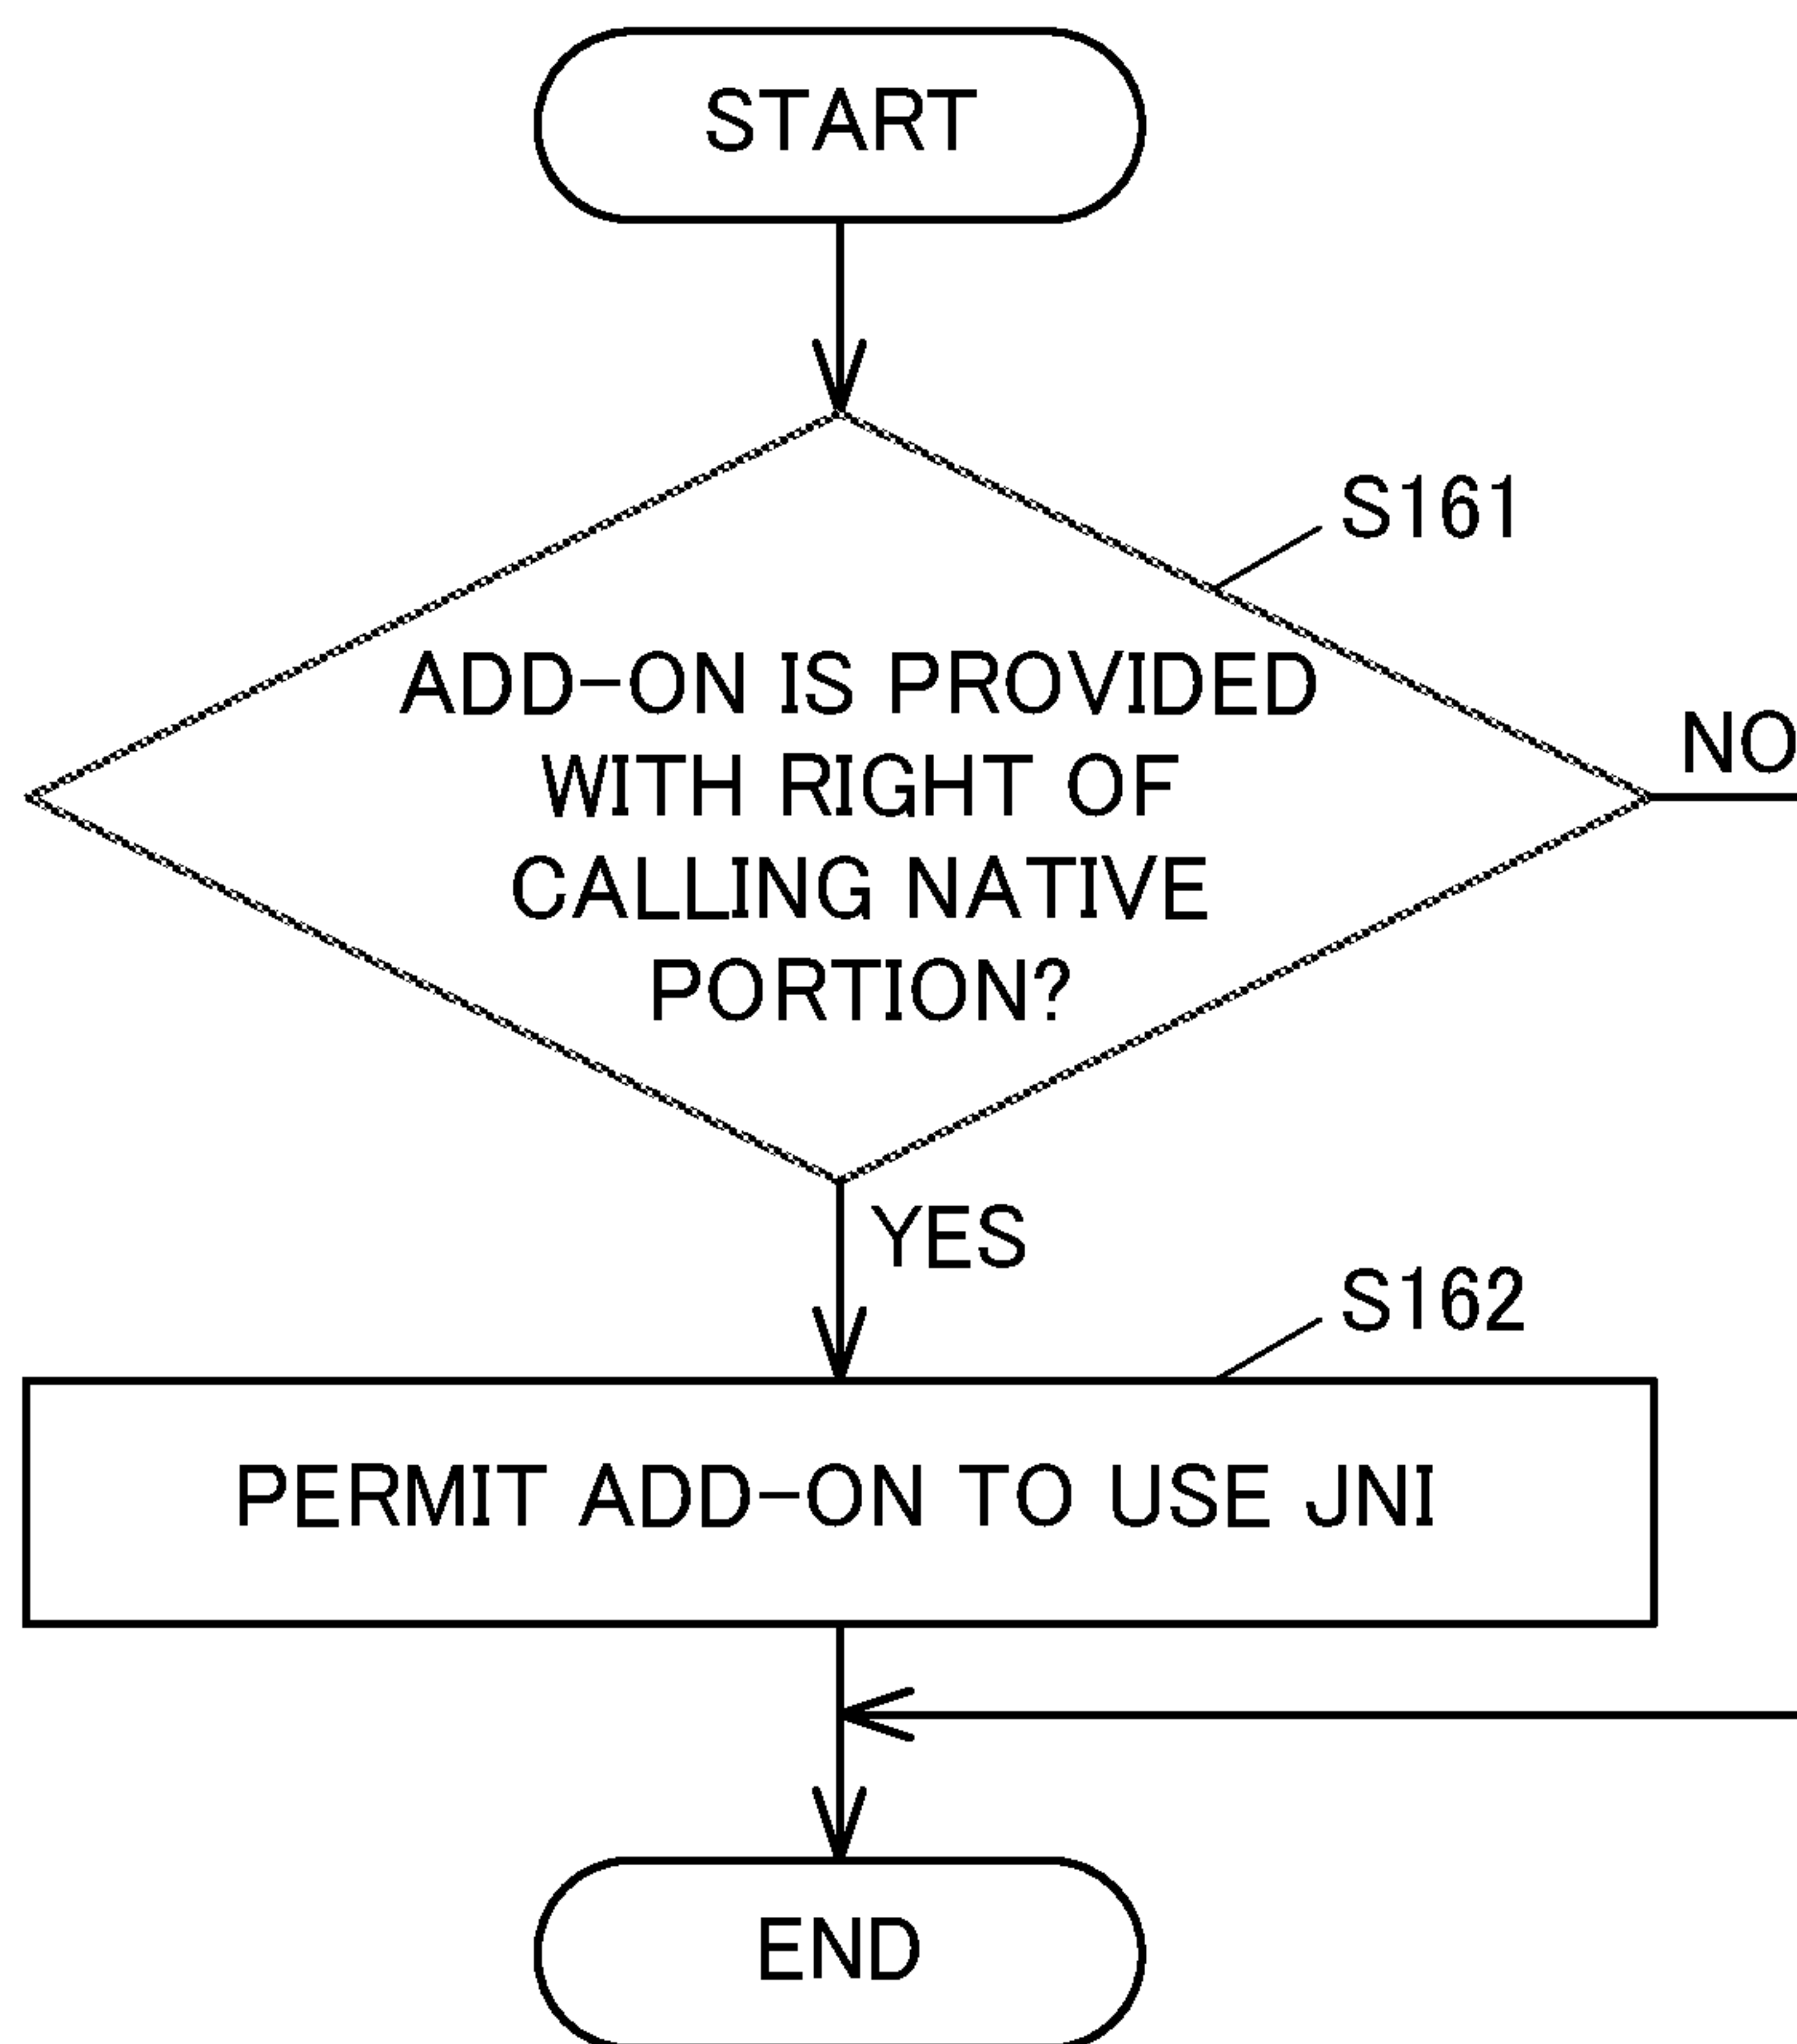 START
S161
ADD-ON IS PROVIDED
WITH RIGHT OF
CALLING NATIVE
PORTION?
NO
YES
S162
PERMIT ADD-ON TO USE JNI
END